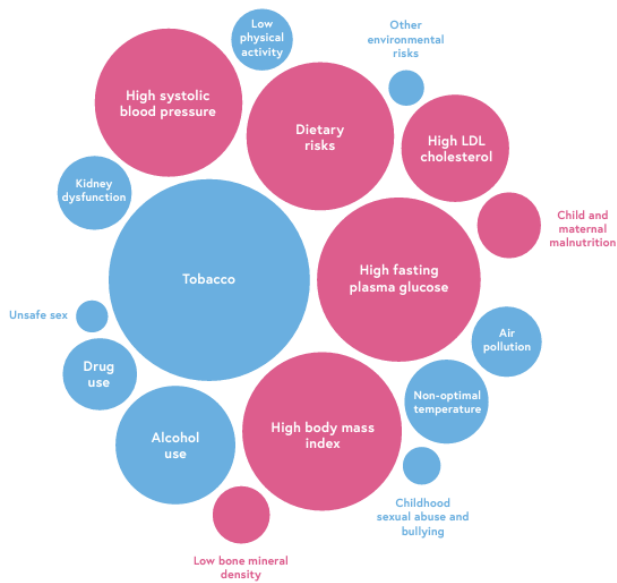 Low
physical
activity
Other
environmental
risks
High systolic
blood pressure
Dietary
risks
High LDL
cholesterol
Kidney
dysfunction
Child and
maternal
malnutrition
Tobacco
High fasting
plasma glucose
Unsafe sex
Air
pollution
Drug
use
Non-optimal
temperature
High body mass
index
Alcohol
use
Childhood
sexual abuse and
bullying
Low bone mineral
density